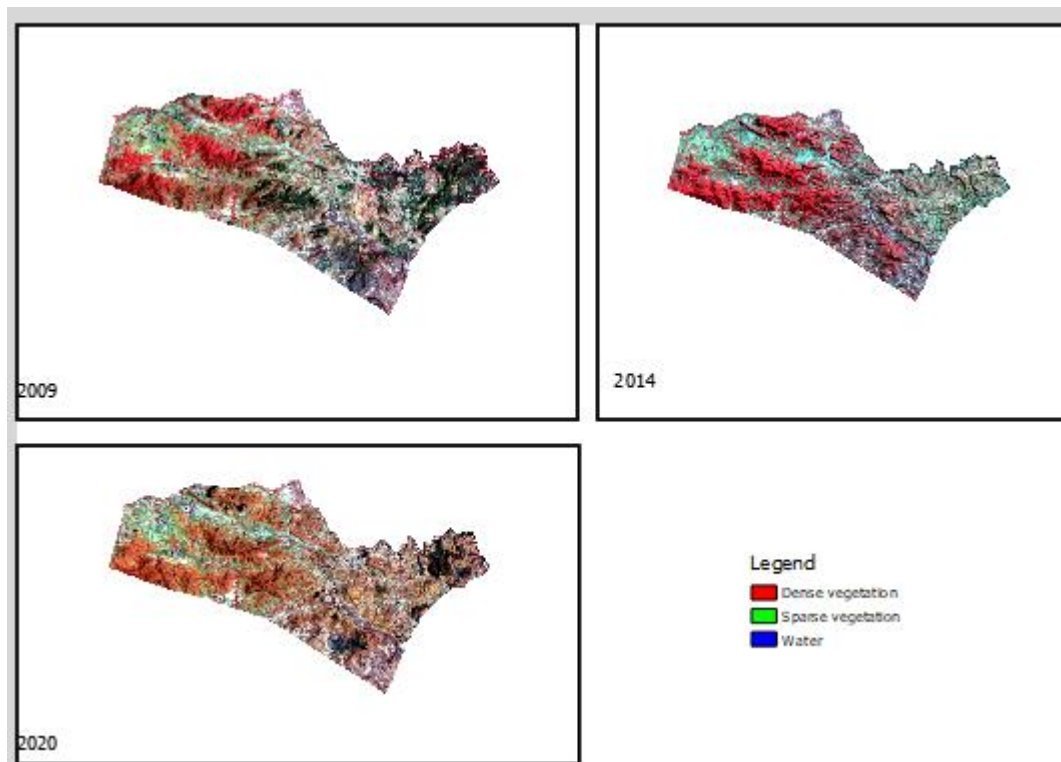 2009
2014
2020
Legend
Dense vegetation
Sparse vegetation
Water